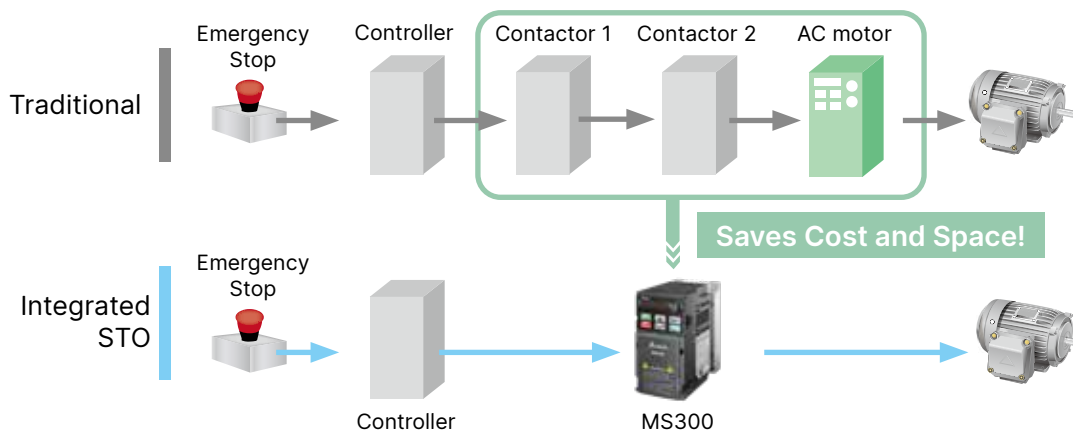 Emergency
Stop
Controller
Contactor 1
Contactor 2
AC motor
Traditional
Saves Cost and Space!
Emergency
Stop
Integrated
STO
Controller
MS300